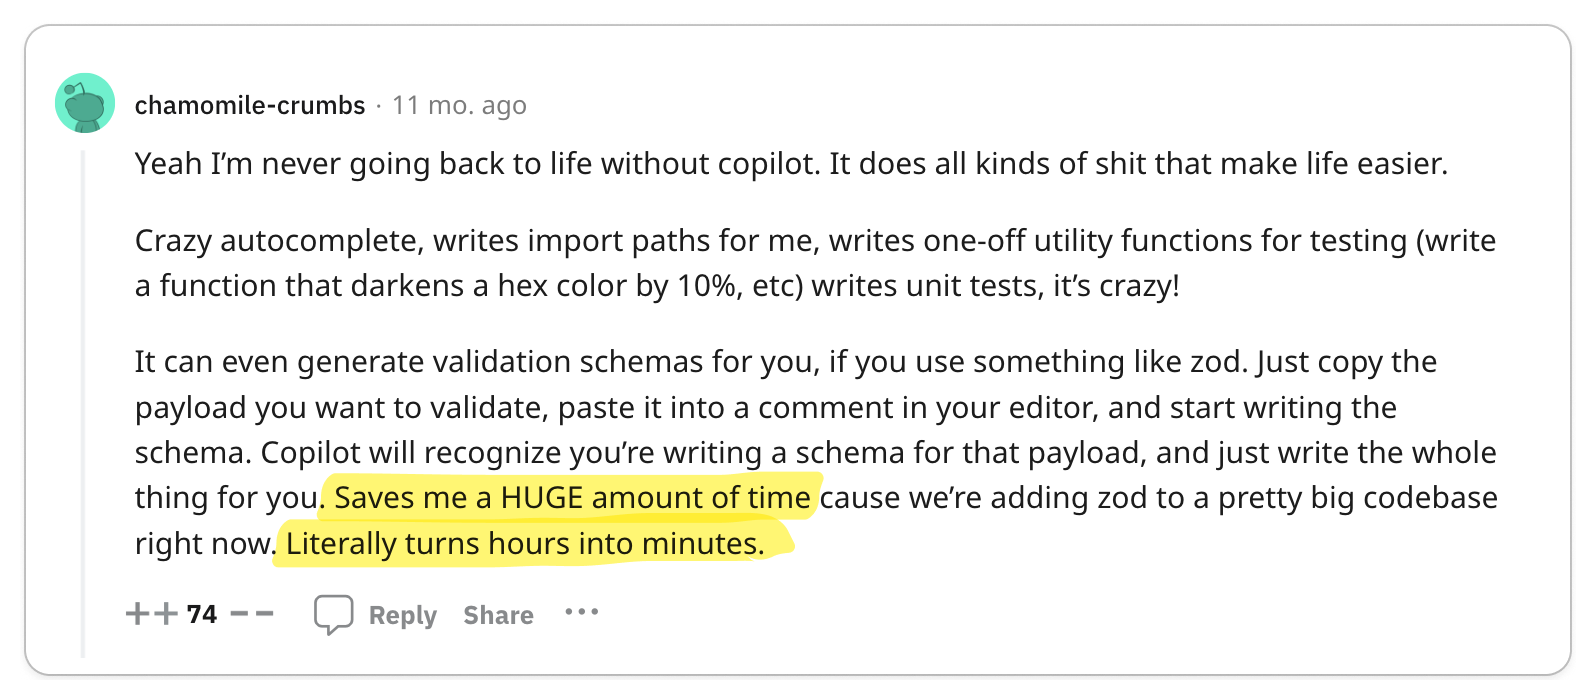 chamomile-crumbs · 11 mo. ago
Yeah I’m never going back to life without copilot. It does all kinds of shit that make life easier.
Crazy autocomplete, writes import paths for me, writes one-off utility functions for testing (write
a function that darkens a hex color by 10%, etc) writes unit tests, it’s crazy!
It can even generate validation schemas for you, if you use something like zod. Just copy the
payload you want to validate, paste it into a comment in your editor, and start writing the
schema. Copilot will recognize you’re writing a schema for that payload, and just write the whole
thing for you. Saves me a HUGE amount of time cause we’re adding zod to a pretty big codebase
right now. Literally turns hours into minutes.
++ 74 -- Reply Share ···